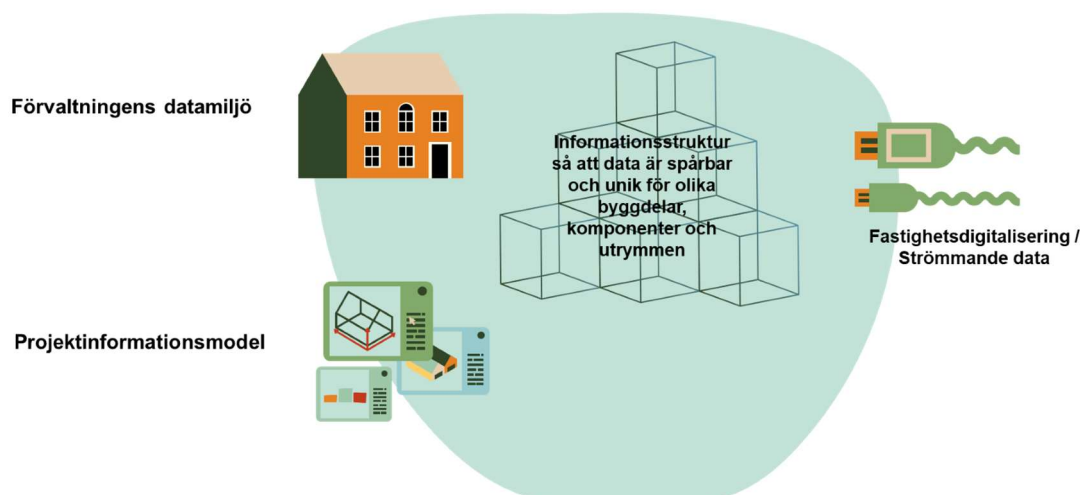 Förvaltningens datamiljö
Informationsstruktur
så att data är spårbar
och unik för olika
byggdelar,
komponenter och
utrymmen
Fastighetsdigitalisering /
Strömmande data
Projektinformationsmodel